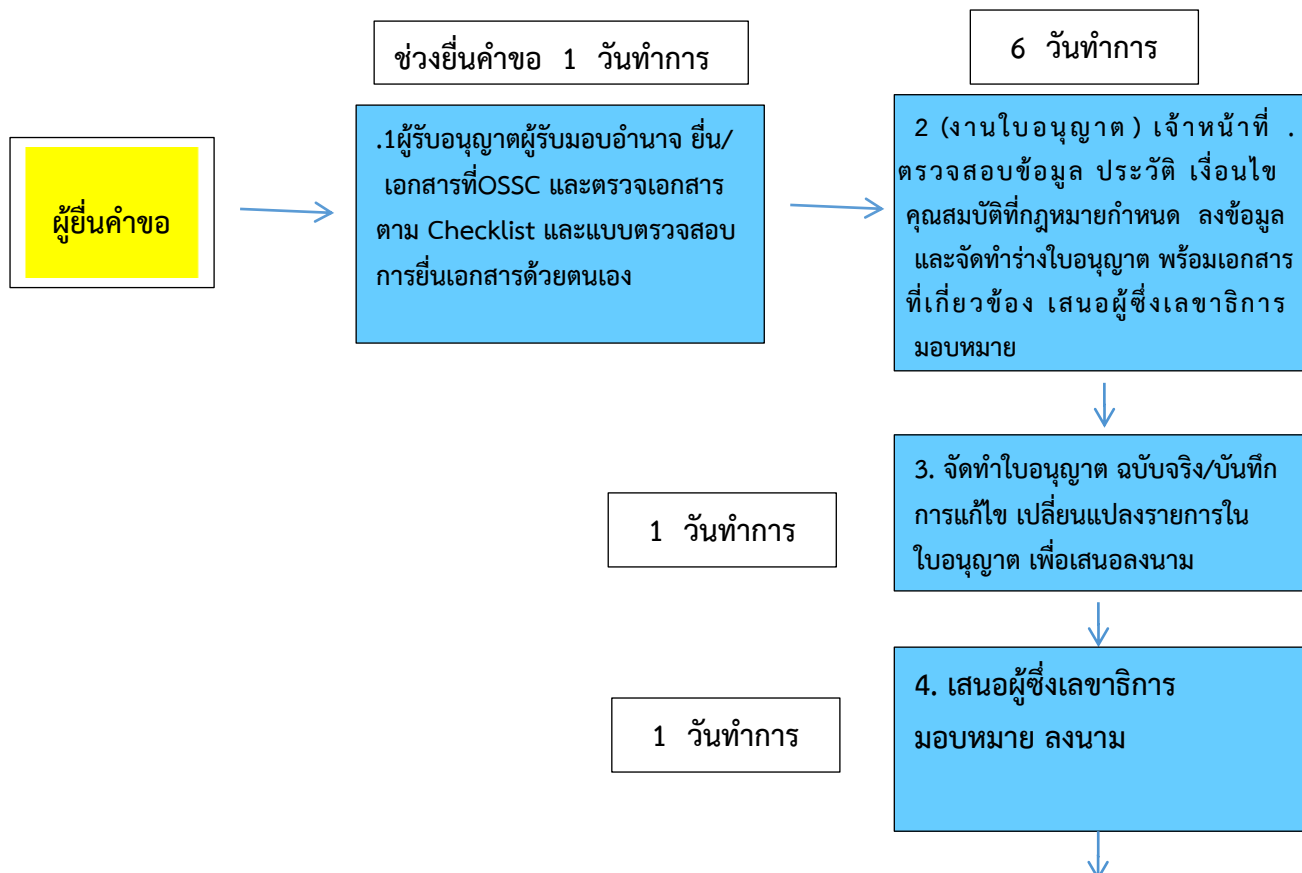 ช่วงยื่นคำขอ 1 วันทำการ
6 วันทำการ
ผู้ยื่นคำขอ
.1ผู้รับอนุญาตผู้รับมอบอำนาจ ยื่น/
เอกสารที่OSSC และตรวจเอกสาร
ตาม Checklist และแบบตรวจสอบ
การยื่นเอกสารด้วยตนเอง
2 (งานใบอนุญาต ) เจ้าหน้าที่ .
ตรวจสอบข้อมูล ประวัติ เงื่อนไข
คุณสมบัติที่กฎหมายกำหนด ลงข้อมูล
และจัดทำร่างใบอนุญาต พร้อมเอกสาร
ที่เกี่ยวข้อง เสนอผู้ซึ่งเลขาธิการ
มอบหมาย
1 วันทำการ
3. จัดทำใบอนุญาต ฉบับจริง/บันทึก
การแก้ไข เปลี่ยนแปลงรายการใน
ใบอนุญาต เพื่อเสนอลงนาม
1 วันทำการ
4. เสนอผู้ซึ่งเลขาธิการ
มอบหมาย ลงนาม